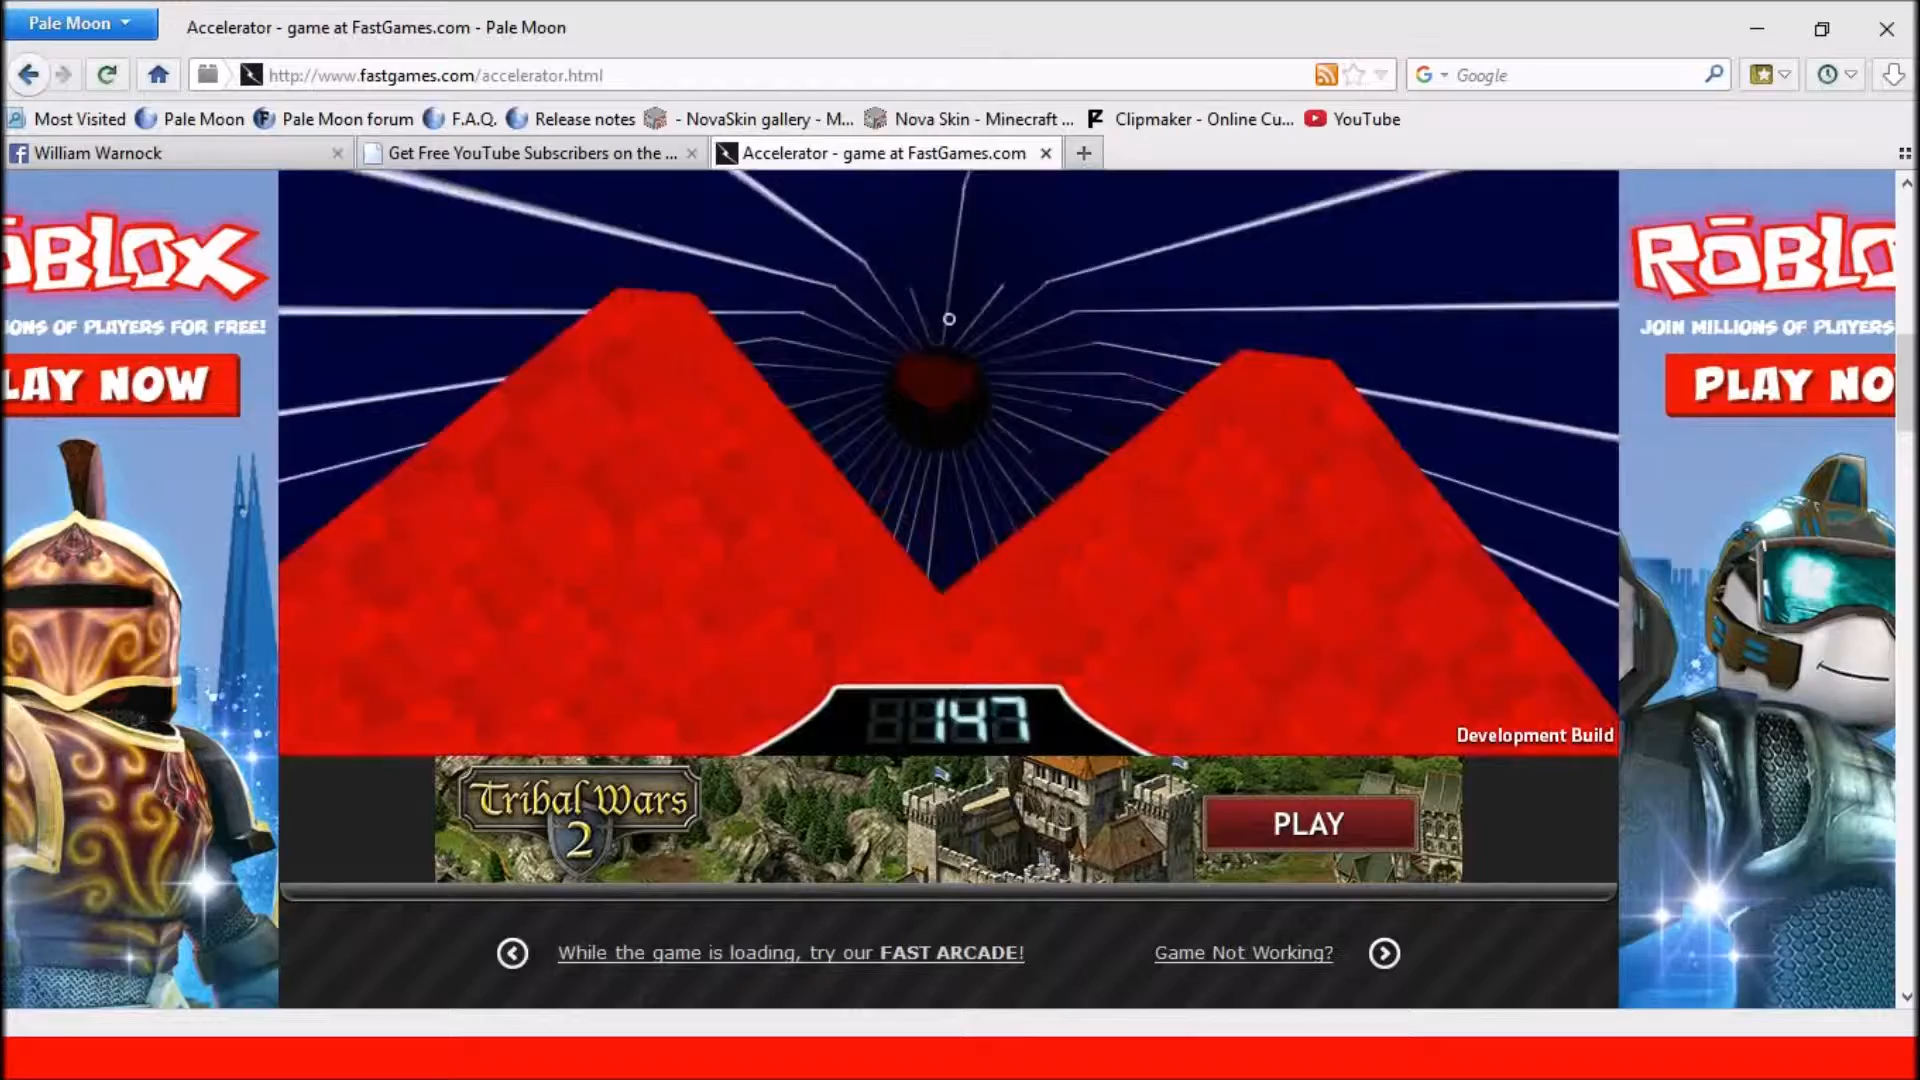 Pale Moon
Accelerator - game at FastGames.com - Pale Moon
http://www.fastgames.com/accelerator.html
Google
Most Visited
Pale Moon
Pale Moon forum
F.A.Q.
Release notes
- NovaSkin gallery - M...
Nova Skin - Minecraft ...
Clipmaker - Online Cu...
YouTube
William Warnock
Get Free YouTube Subscribers on the ...
Accelerator - game at FastGames.com
ŌBLOX
IONS OF PLAYERS FOR FREE!
LAY NOW
RŌBLO
JOIN MILLIONS OF PLAYERS
PLAY NO
147
Development Build
Tribal Wars
2
PLAY
While the game is loading, try our FAST ARCADE!
Game Not Working?